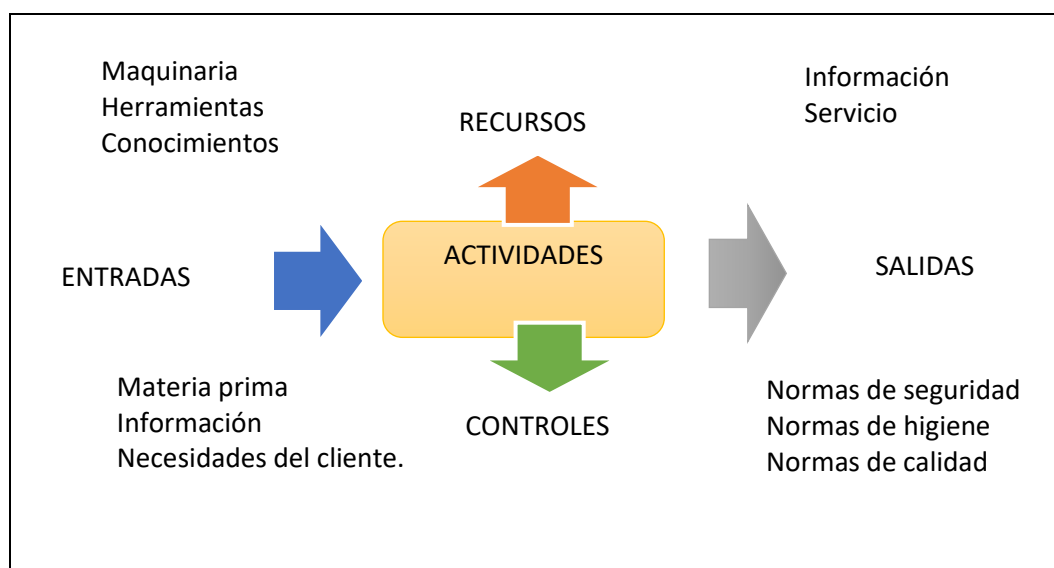 Maquinaria
Herramientas
Conocimientos
RECURSOS
Información
Servicio
ENTRADAS
ACTIVIDADES
SALIDAS
Materia prima
Información
Necesidades del cliente.
CONTROLES
Normas de seguridad
Normas de higiene
Normas de calidad